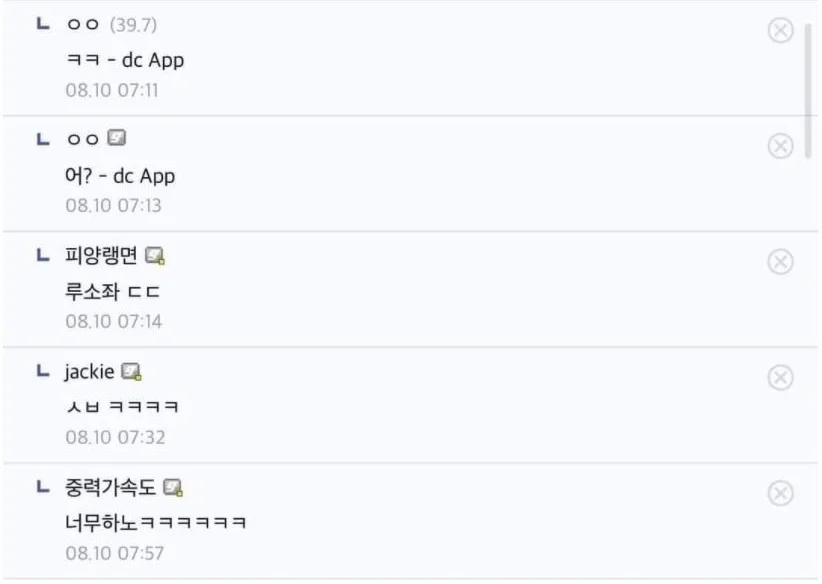 ㄴ ㅇㅇ (39.7)
ㅋㅋ - dc App
08.10 07:11
ㄴ ㅇㅇ
어? - dc App
08.10 07:13
ㄴ 피양랭면
루소좌 ㄷㄷ
08.10 07:14
ㄴ jackie
ㅅㅂ ㅋㅋㅋㅋ
08.10 07:32
ㄴ 중력가속도
너무하노ㅋㅋㅋㅋㅋㅋ
08.10 07:57